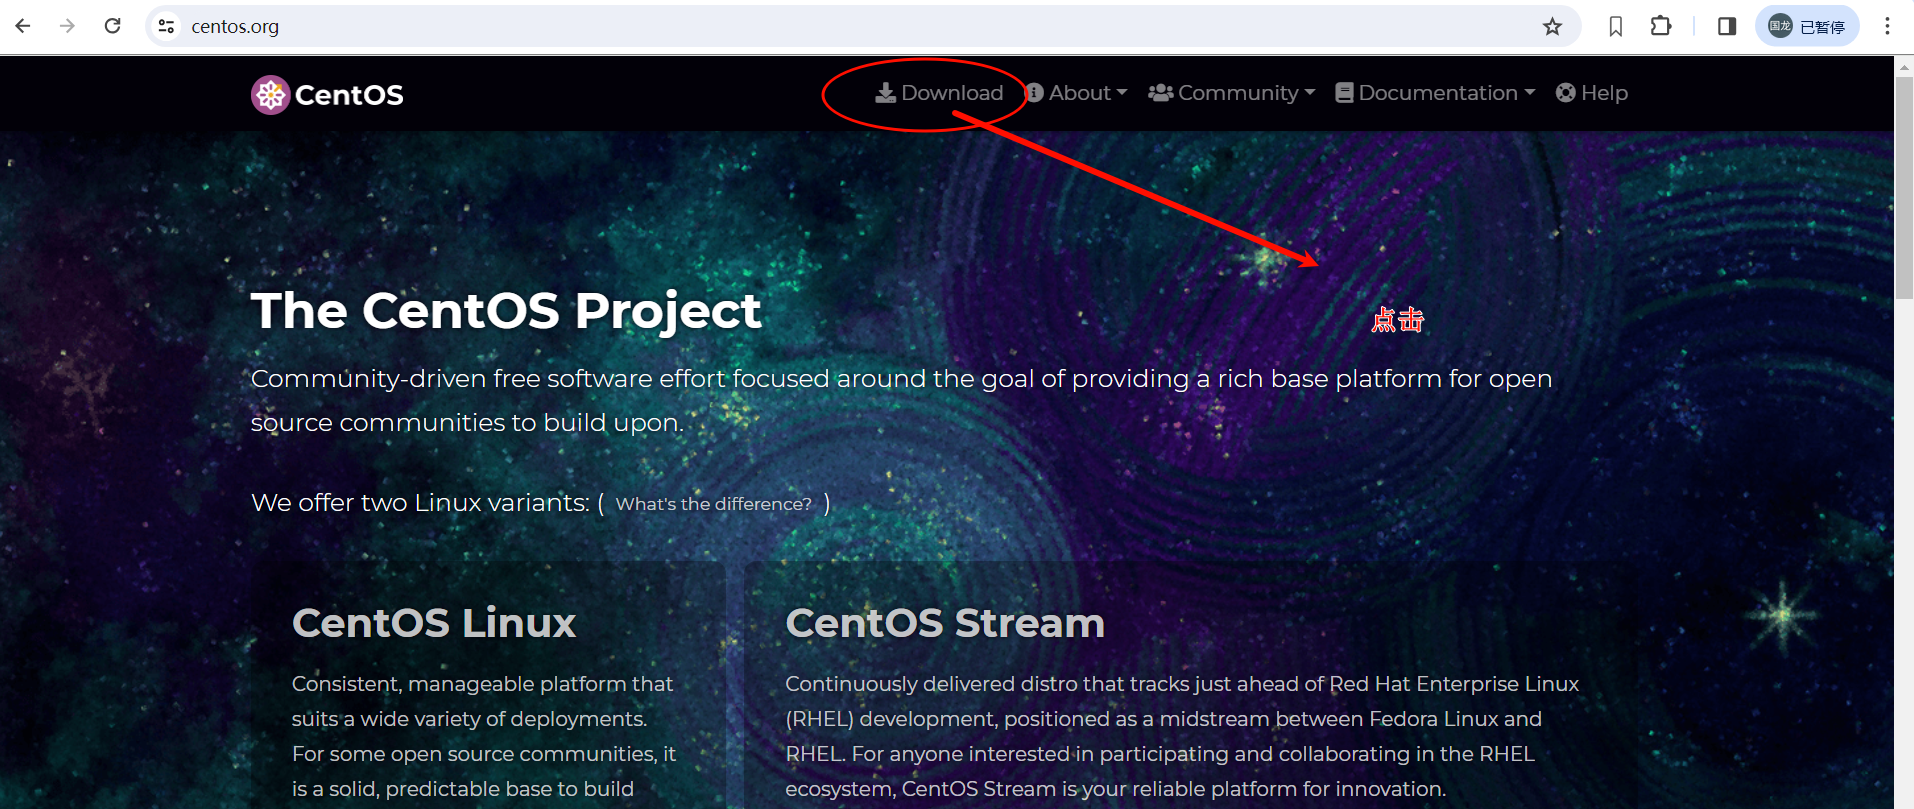 centos.org
国龙 已暂停
CentOS
Download About Community Documentation Help
点击
The CentOS Project
Community-driven free software effort focused around the goal of providing a rich base platform for open
source communities to build upon.
We offer two Linux variants: ( What's the difference? )
CentOS Linux
Consistent, manageable platform that
suits a wide variety of deployments.
For some open source communities, it
is a solid, predictable base to build
CentOS Stream
Continuously delivered distro that tracks just ahead of Red Hat Enterprise Linux
(RHEL) development, positioned as a midstream between Fedora Linux and
RHEL. For anyone interested in participating and collaborating in the RHEL
ecosystem, CentOS Stream is your reliable platform for innovation.